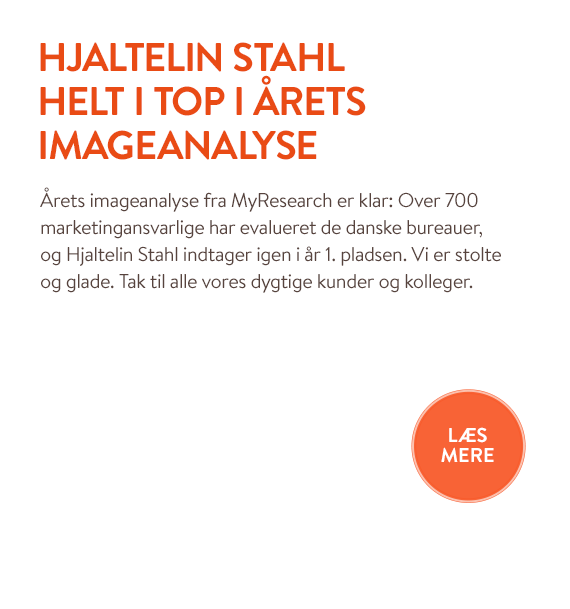 HJALTELIN STAHL
HELT I TOP I ÅRETS
IMAGEANALYSE
Årets imageanalyse fra MyResearch er klar: Over 700
marketingansvarlige har evalueret de danske bureauer,
og Hjaltelin Stahl indtager igen i år 1. pladsen. Vi er stolte
og glade. Tak til alle vores dygtige kunder og kolleger.
LÆS
MERE